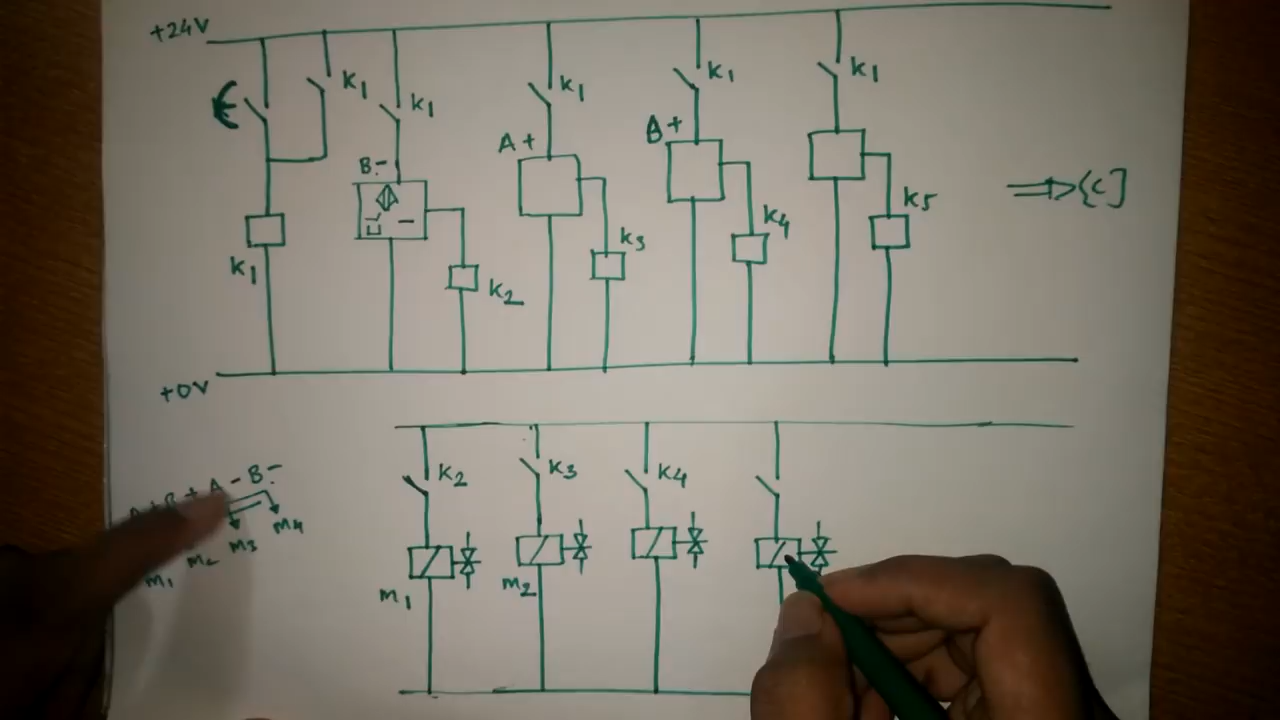 +24V
K1
K1
K1
K1
K1
A+
B+
B-
K5
K4
K3
K1
K2
⇒{C]
+0V
K2
K3
K4
A - B-
M4
M3
M2
M1
M1
M2